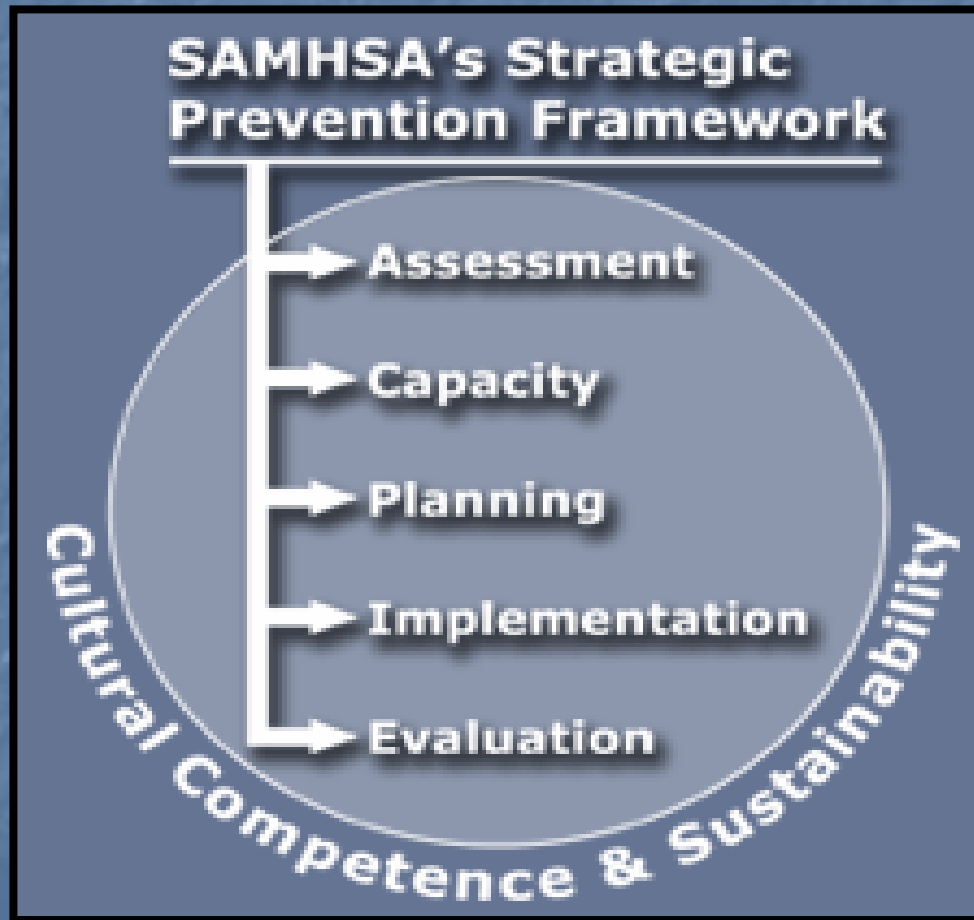 SAMHSA's Strategic
Prevention Framework
Assessment
Capacity
Planning
Implementation
Evaluation
Cultural Competence & Sustainability